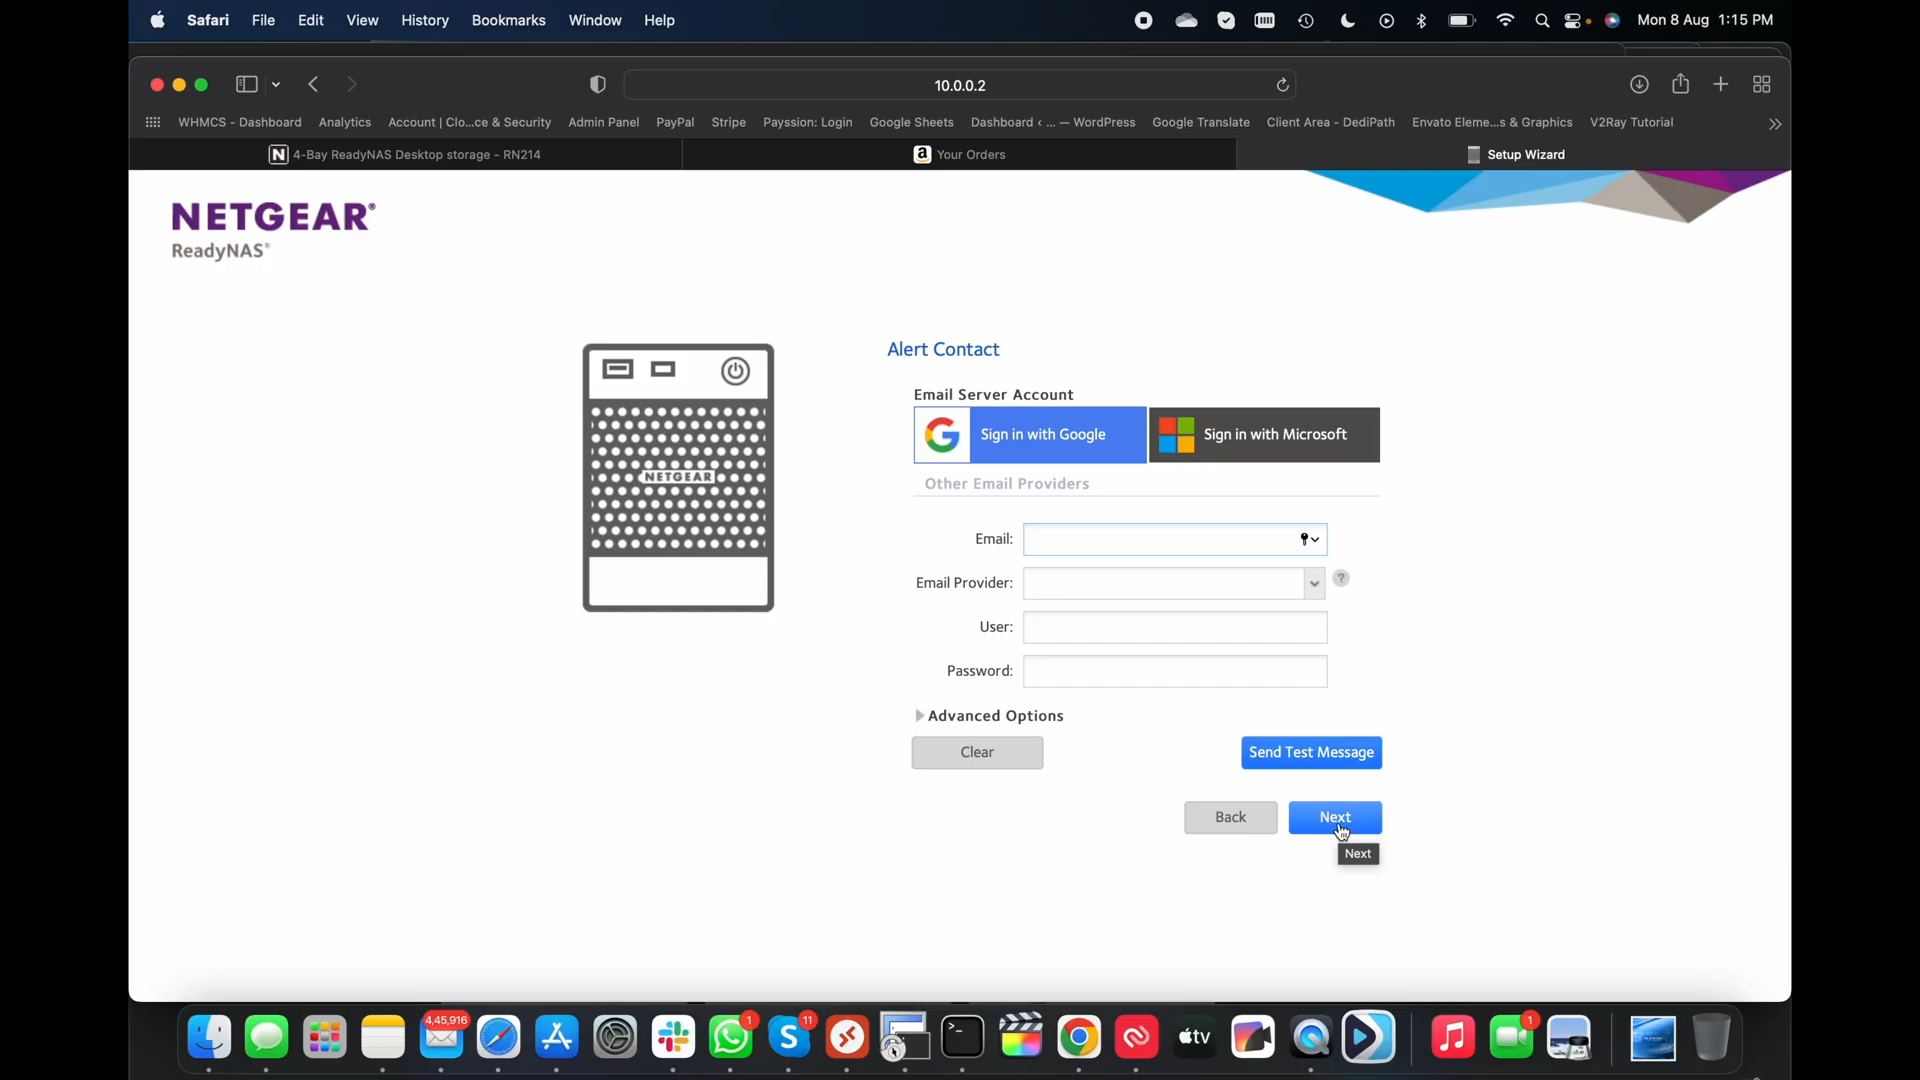 Safari File Edit View History Bookmarks Window Help Mon 8 Aug 1:15 PM
10.0.0.2
WHMCS - Dashboard Analytics Account | Clo...ce & Security Admin Panel PayPal Stripe Payssion: Login Google Sheets Dashboard < ... — WordPress Google Translate Client Area - DediPath Envato Eleme...s & Graphics V2Ray Tutorial
N 4-Bay ReadyNAS Desktop storage - RN214 a Your Orders Setup Wizard
NETGEAR®
ReadyNAS®
Alert Contact
Email Server Account
G Sign in with Google Sign in with Microsoft
NETGEAR
Other Email Providers
Email:
Email Provider: ?
User:
Password:
Advanced Options
Clear Send Test Message
Back Next
Next
4,45,916 1 S 11 >_ tv 1